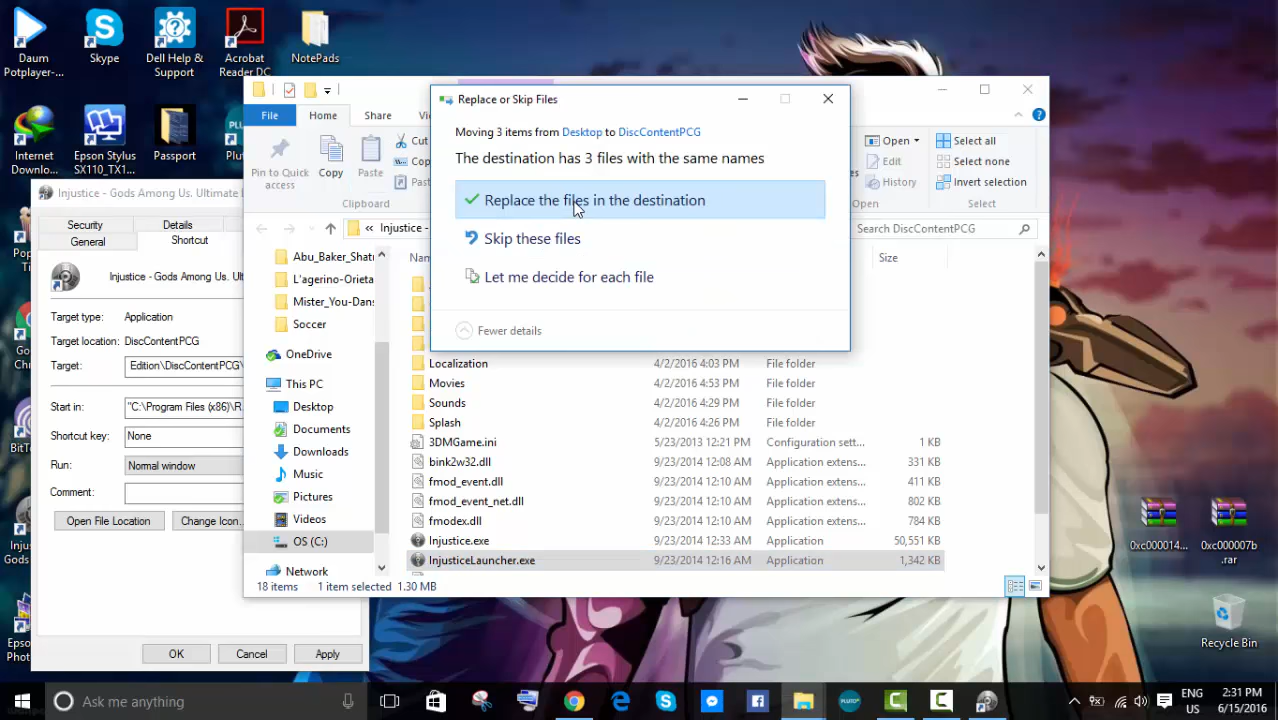 Daum
Potplayer-...
Skype
Dell Help &
Support
Acrobat
Reader DC
NotePads
Internet
Downlo...
Epson Stylus
SX110_TX1...
Passport
Replace or Skip Files
Moving 3 items from Desktop to DiscContentPCG
The destination has 3 files with the same names
Replace the files in the destination
Skip these files
Let me decide for each file
Fewer details
File
Home
Share
Pin to Quick
access
Copy
Paste
Cut
Clipboard
Open
Edit
History
Open
Select all
Select none
Invert selection
Select
« Injustice -
Search DiscContentPCG
Size
Abu_Baker_Shatr
L'agerino-Orieta
Mister_You-Dans
Soccer
OneDrive
This PC
Desktop
Documents
Downloads
Music
Pictures
Videos
OS (C:)
Network
Localization 4/2/2016 4:03 PM File folder
Movies 4/2/2016 4:53 PM File folder
Sounds 4/2/2016 4:29 PM File folder
Splash 4/2/2016 4:26 PM File folder
3DMGame.ini 5/23/2013 12:21 PM Configuration sett... 1 KB
bink2w32.dll 9/23/2014 12:08 AM Application extens... 331 KB
fmod_event.dll 9/23/2014 12:10 AM Application extens... 411 KB
fmod_event_net.dll 9/23/2014 12:10 AM Application extens... 802 KB
fmodex.dll 9/23/2014 12:10 AM Application extens... 784 KB
Injustice.exe 9/23/2014 12:33 AM Application 50,551 KB
InjusticeLauncher.exe 9/23/2014 12:16 AM Application 1,342 KB
18 items 1 item selected 1.30 MB
Injustice - Gods Among Us. Ultimate
Security
Details
General
Shortcut
Injustice - Gods Among Us. Ult
Target type: Application
Target location: DiscContentPCG
Target: Edition\DiscContentPCG\
Start in: "C:\Program Files (x86)\R
Shortcut key: None
Run: Normal window
Comment:
Open File Location
Change Icon...
OK
Cancel
Apply
0xc000014...
0xc000007b
.rar
Recycle Bin
Ask me anything
ENG
US
2:31 PM
6/15/2016